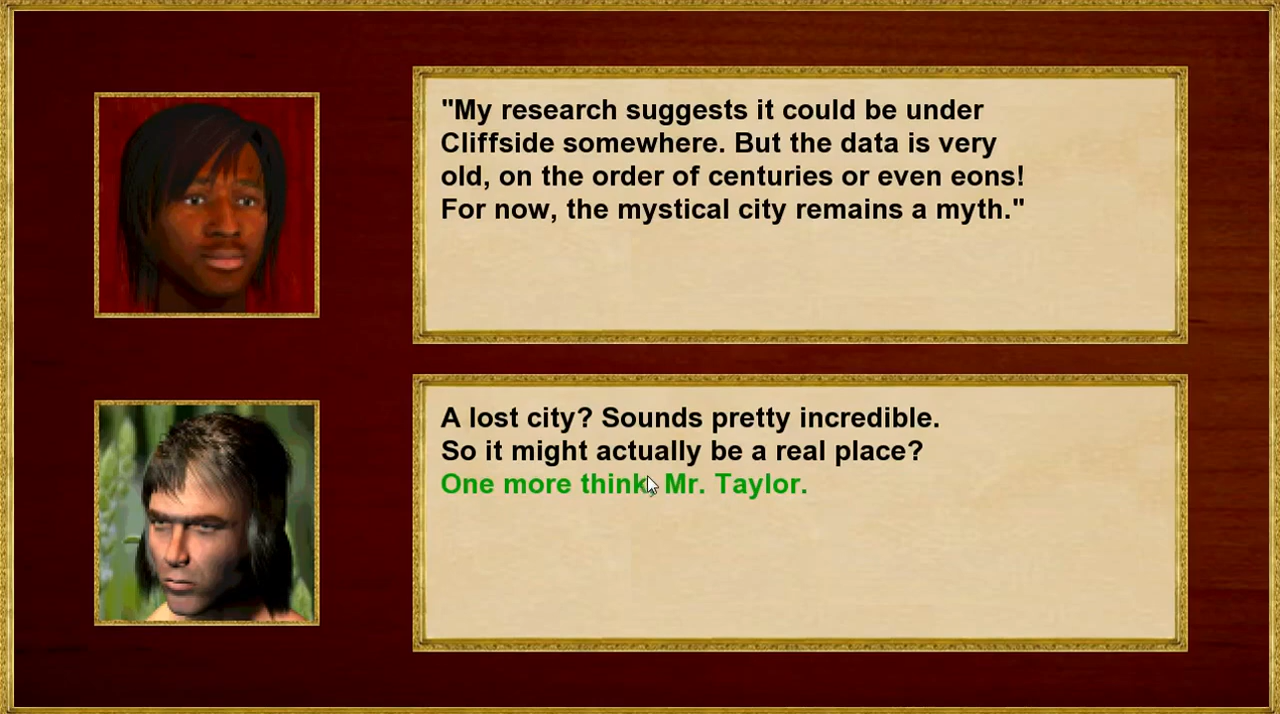 "My research suggests it could be under
Cliffside somewhere. But the data is very
old, on the order of centuries or even eons!
For now, the mystical city remains a myth."
A lost city? Sounds pretty incredible.
So it might actually be a real place?
One more think, Mr. Taylor.